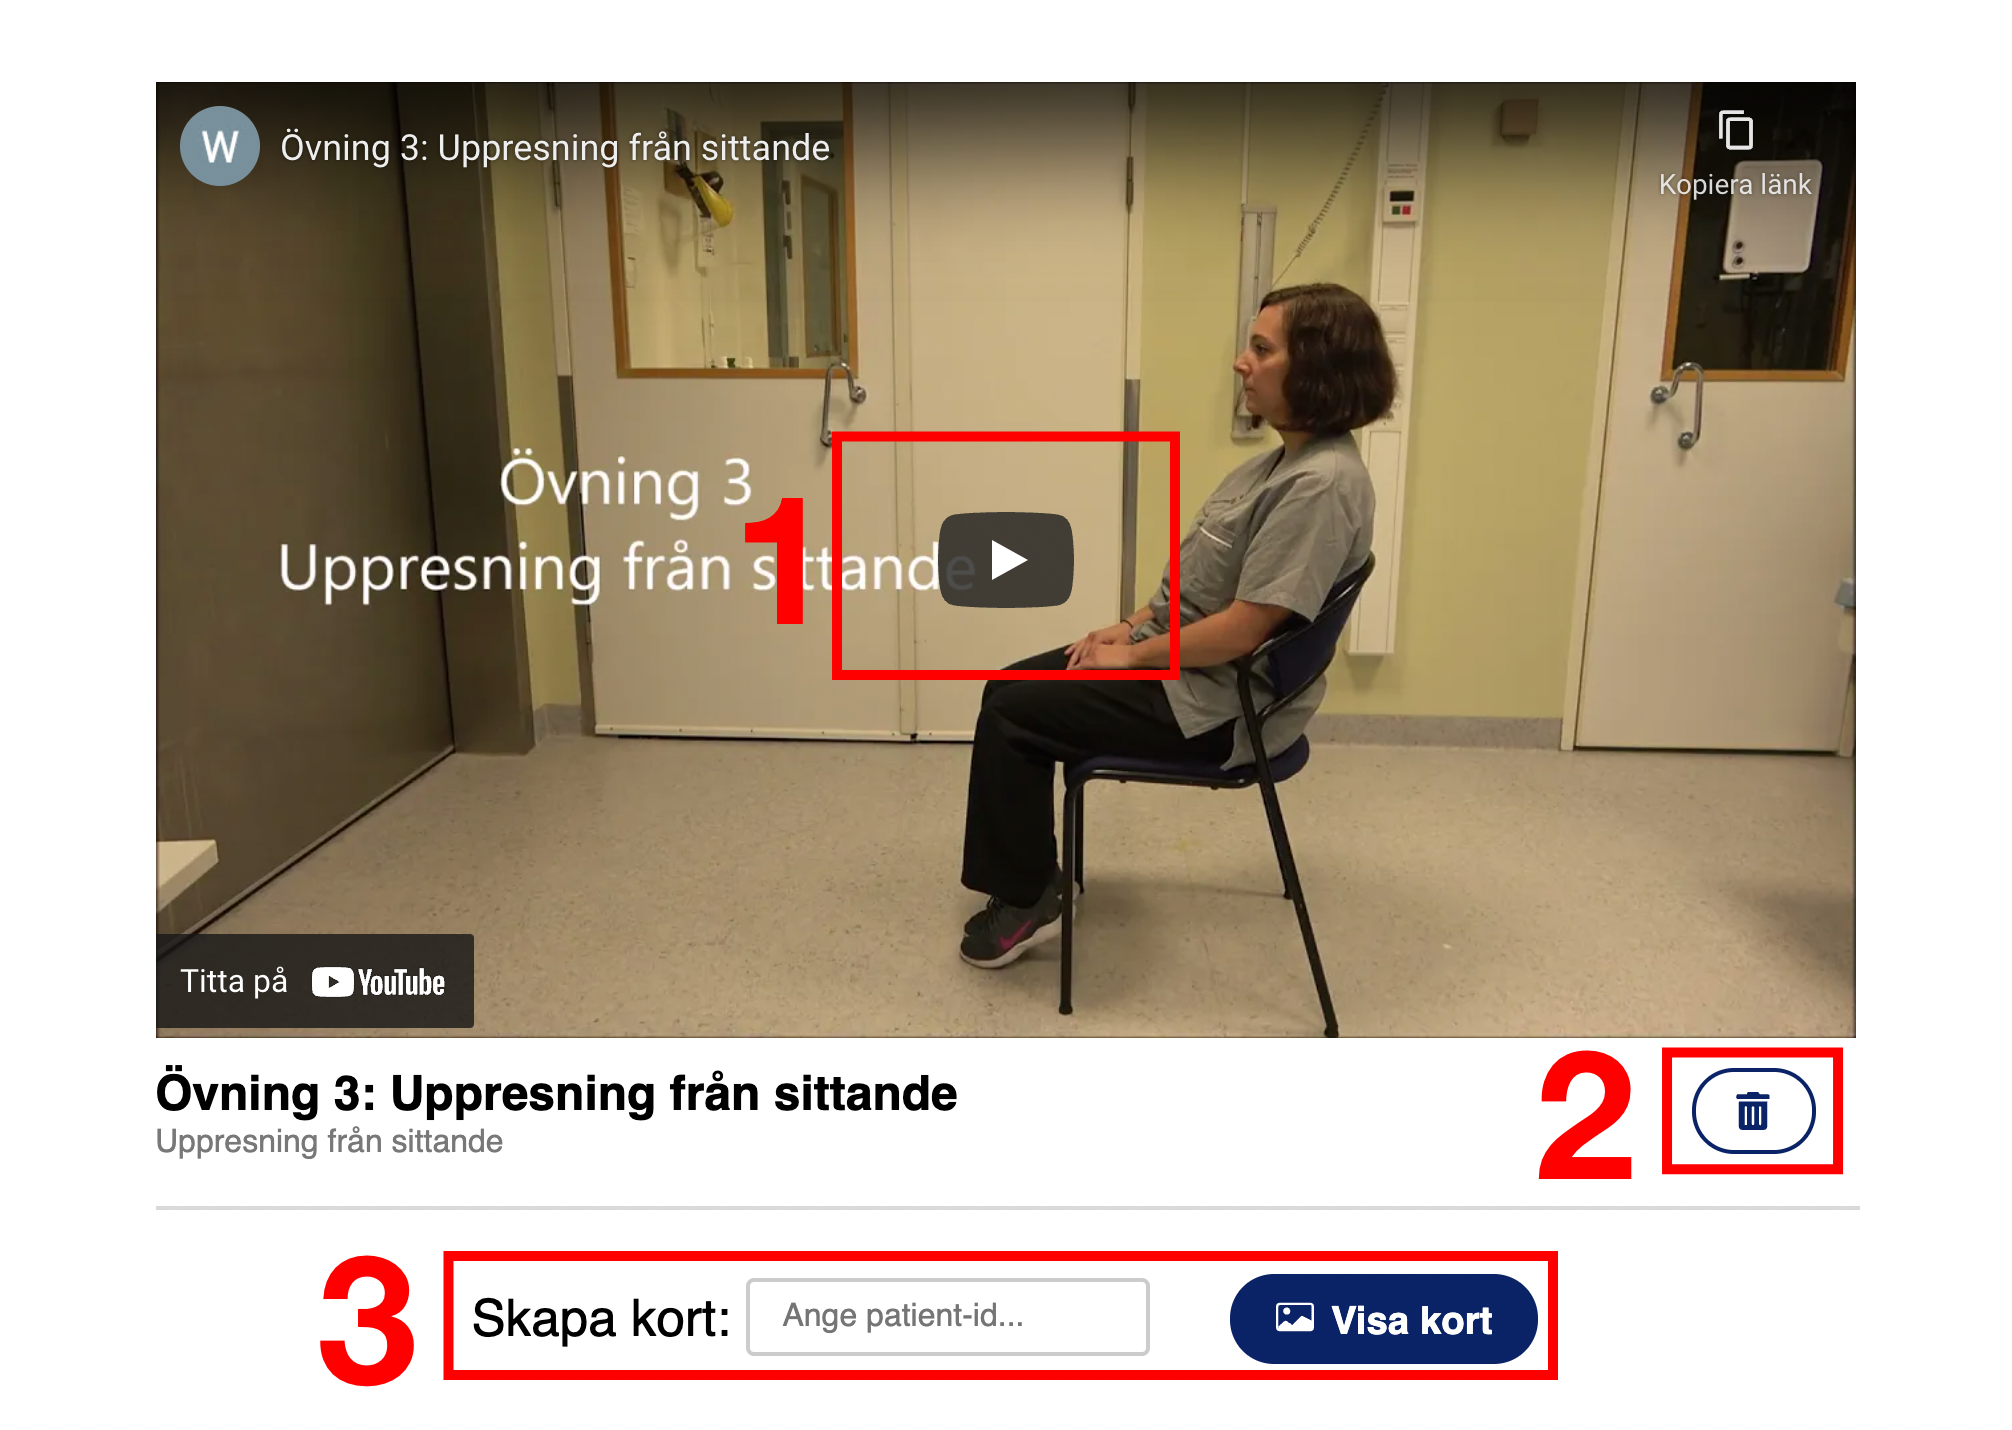 W Övning 3: Uppresning från sittande
Kopiera länk
Övning 3
Uppresning från sittande
1
Titta på YouTube
Övning 3: Uppresning från sittande
Uppresning från sittande
2
3
Skapa kort: Ange patient-id... Visa kort